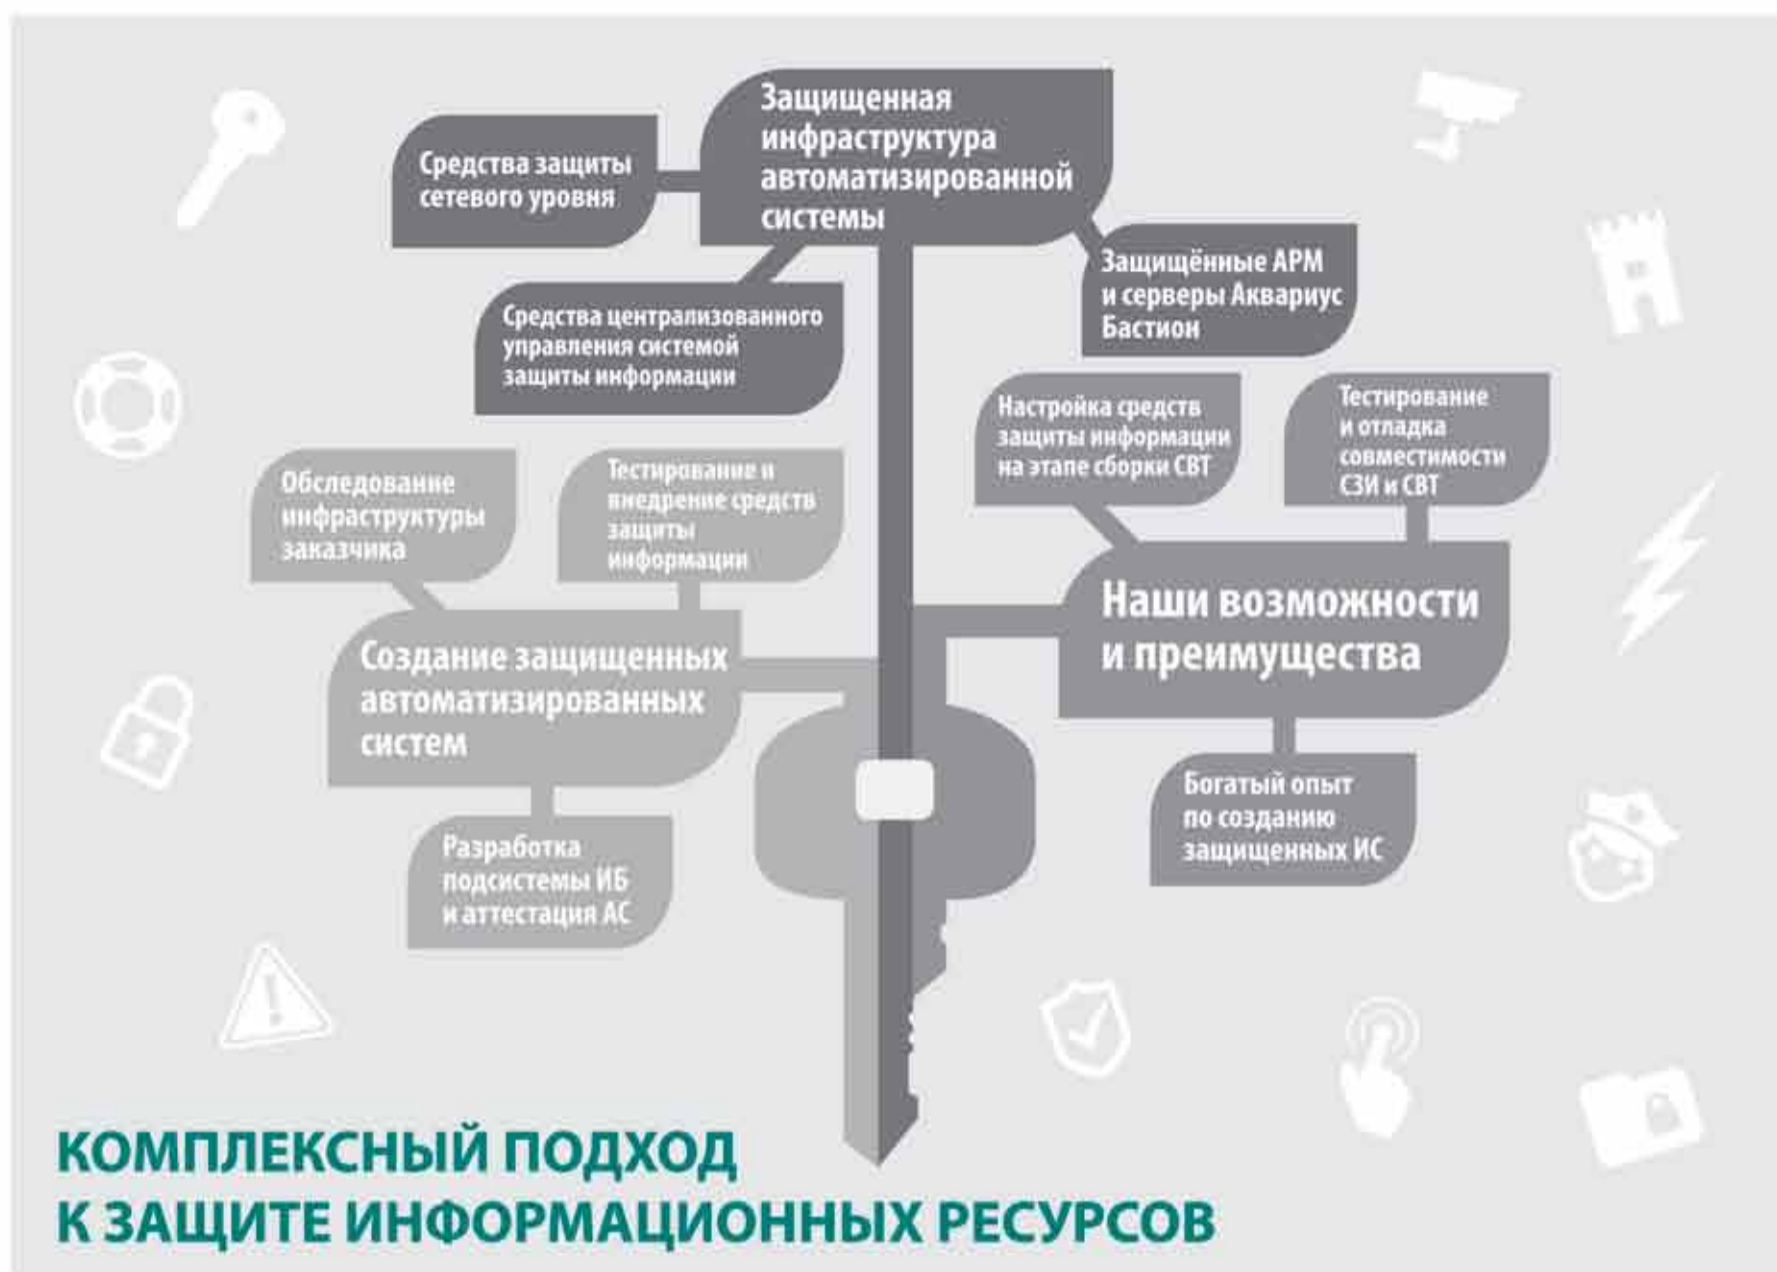 Защищенная
инфраструктура
автоматизированной
системы
Средства защиты
сетевого уровня
Средства централизованного
управления системой
защиты информации
Защищённые АРМ
и серверы Аквариус
Бастион
Настройка средств
защиты информации
на этапе сборки СВТ
Тестирование
и отладка
совместимости
СЗИ и СВТ
Наши возможности
и преимущества
Богатый опыт
по созданию
защищенных ИС
Обследование
инфраструктуры
заказчика
Тестирование и
внедрение средств
защиты
информации
Создание защищенных
автоматизированных
систем
Разработка
подсистемы ИБ
и аттестация АС
КОМПЛЕКСНЫЙ ПОДХОД
К ЗАЩИТЕ ИНФОРМАЦИОННЫХ РЕСУРСОВ